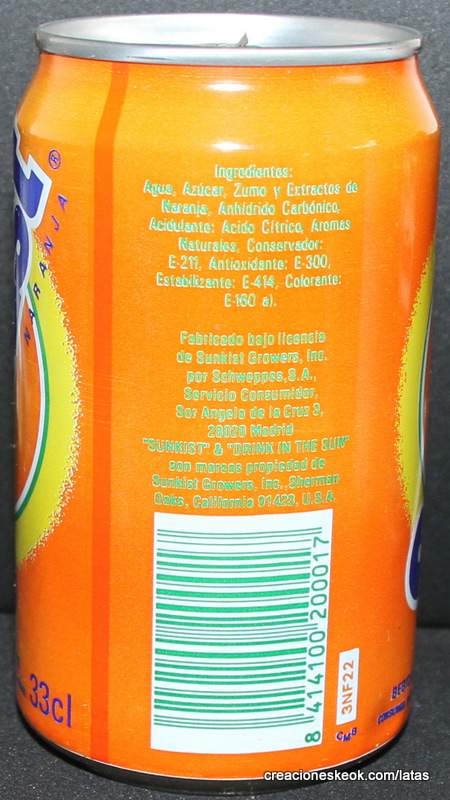 Ingredientes:
Agua, Azúcar, Zumo y Extractos de
Naranja, Anhídrido Carbónico,
Acidulante: Acido Cítrico, Aromas
Naturales, Conservador:
E-211, Antioxidante: E-300,
Estabilizante: E-414, Colorante:
E-160 a).
Fabricado bajo licencia
de Sunkist Growers, Inc.
por Schweppes, S.A.,
Servicio Consumidor,
Sor Angela de la Cruz 3,
28020 Madrid
"SUNKIST" & "DRINK IN THE SUN"
son marcas propiedad de
Sunkist Growers, Inc., Sherman
Oaks, California 91423, U.S.A.
NARANJA
®
33cl
8 414100 200017
3NF22
CMB
creacioneskeok.com/latas